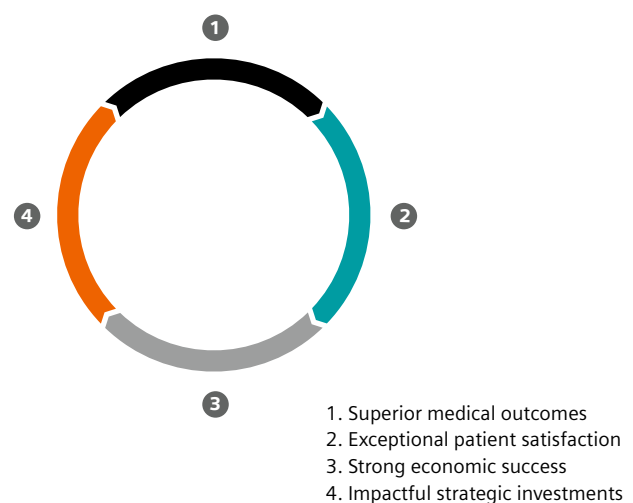 1
2
4
3
1. Superior medical outcomes
2. Exceptional patient satisfaction
3. Strong economic success
4. Impactful strategic investments